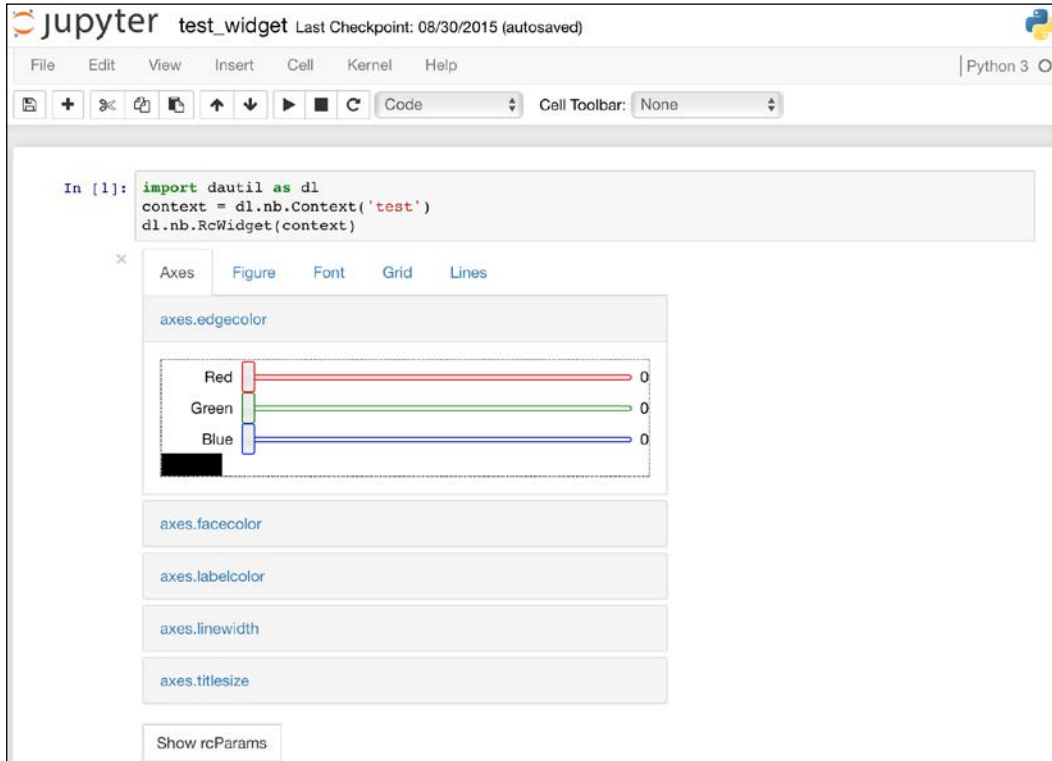 jupyter test_widget Last Checkpoint: 08/30/2015 (autosaved)
File Edit View Insert Cell Kernel Help Python 3
Code Cell Toolbar: None
In [1]: import dautil as dl
context = dl.nb.Context('test')
dl.nb.RcWidget(context)
Axes Figure Font Grid Lines
axes.edgecolor
Red 0
Green 0
Blue 0
axes.facecolor
axes.labelcolor
axes.linewidth
axes.titlesize
Show rcParams